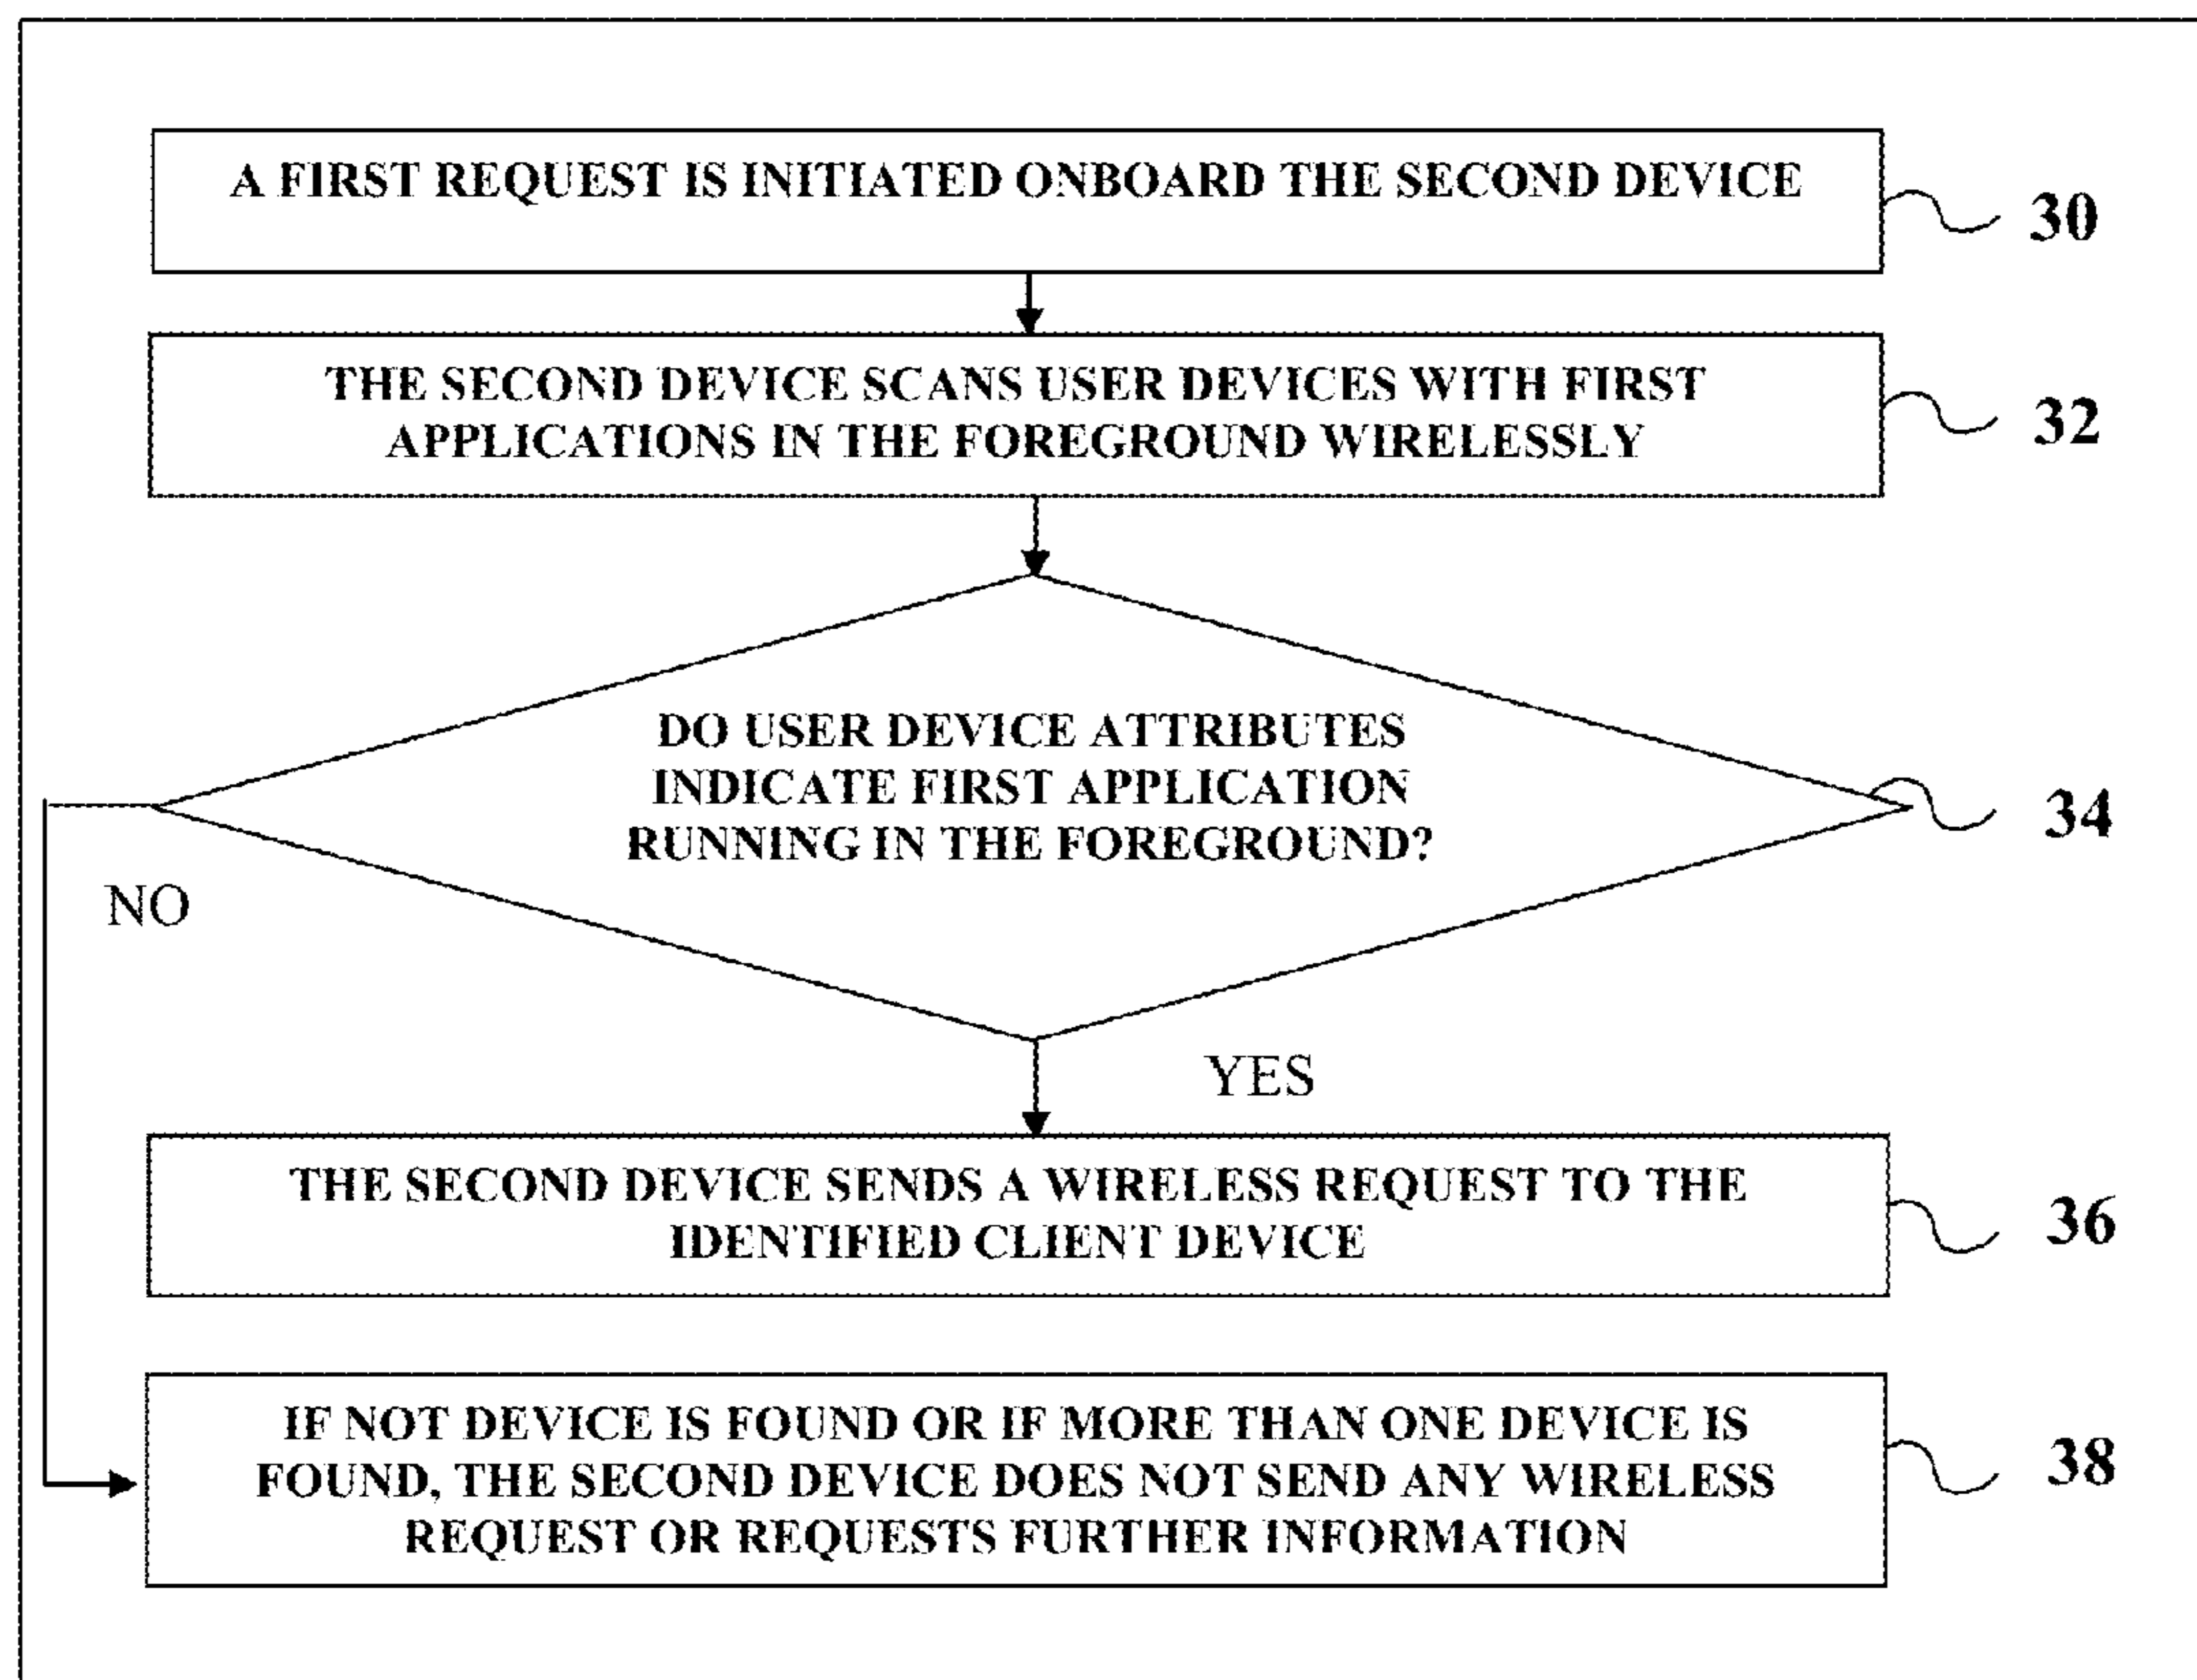 A FIRST REQUEST IS INITIATED ONBOARD THE SECOND DEVICE
30
THE SECOND DEVICE SCANS USER DEVICES WITH FIRST
APPLICATIONS IN THE FOREGROUND WIRELESSLY
32
DO USER DEVICE ATTRIBUTES
INDICATE FIRST APPLICATION
RUNNING IN THE FOREGROUND?
34
NO
YES
THE SECOND DEVICE SENDS A WIRELESS REQUEST TO THE
IDENTIFIED CLIENT DEVICE
36
IF NOT DEVICE IS FOUND OR IF MORE THAN ONE DEVICE IS
FOUND, THE SECOND DEVICE DOES NOT SEND ANY WIRELESS
REQUEST OR REQUESTS FURTHER INFORMATION
38